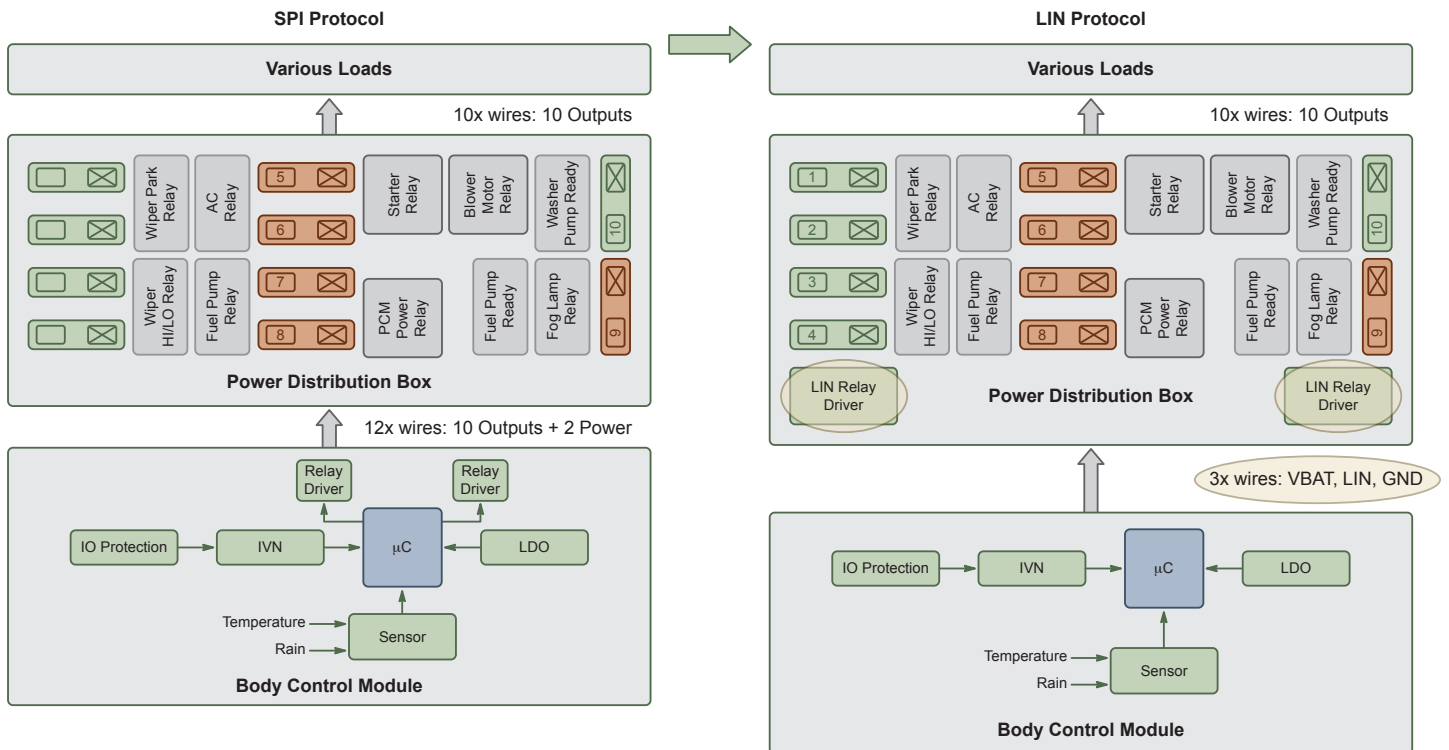 SPI Protocol
Various Loads
10x wires: 10 Outputs
Wiper Park
Relay
AC
Relay
5
6
Starter
Relay
Blower
Motor
Relay
Washer
Pump Ready
10
Wiper
HI/LO Relay
Fuel Pump
Relay
7
8
PCM
Power
Relay
Fuel Pump
Ready
Fog Lamp
Relay
9
Power Distribution Box
12x wires: 10 Outputs + 2 Power
Relay
Driver
Relay
Driver
IO Protection
IVN
μC
LDO
Temperature
Rain
Sensor
Body Control Module
LIN Protocol
Various Loads
10x wires: 10 Outputs
1
2
Wiper Park
Relay
AC
Relay
5
6
Starter
Relay
Blower
Motor
Relay
Washer
Pump Ready
10
3
4
Wiper
HI/LO Relay
Fuel Pump
Relay
7
8
PCM
Power
Relay
Fuel Pump
Ready
Fog Lamp
Relay
9
LIN Relay
Driver
Power Distribution Box
LIN Relay
Driver
3x wires: VBAT, LIN, GND
IO Protection
IVN
μC
LDO
Temperature
Rain
Sensor
Body Control Module